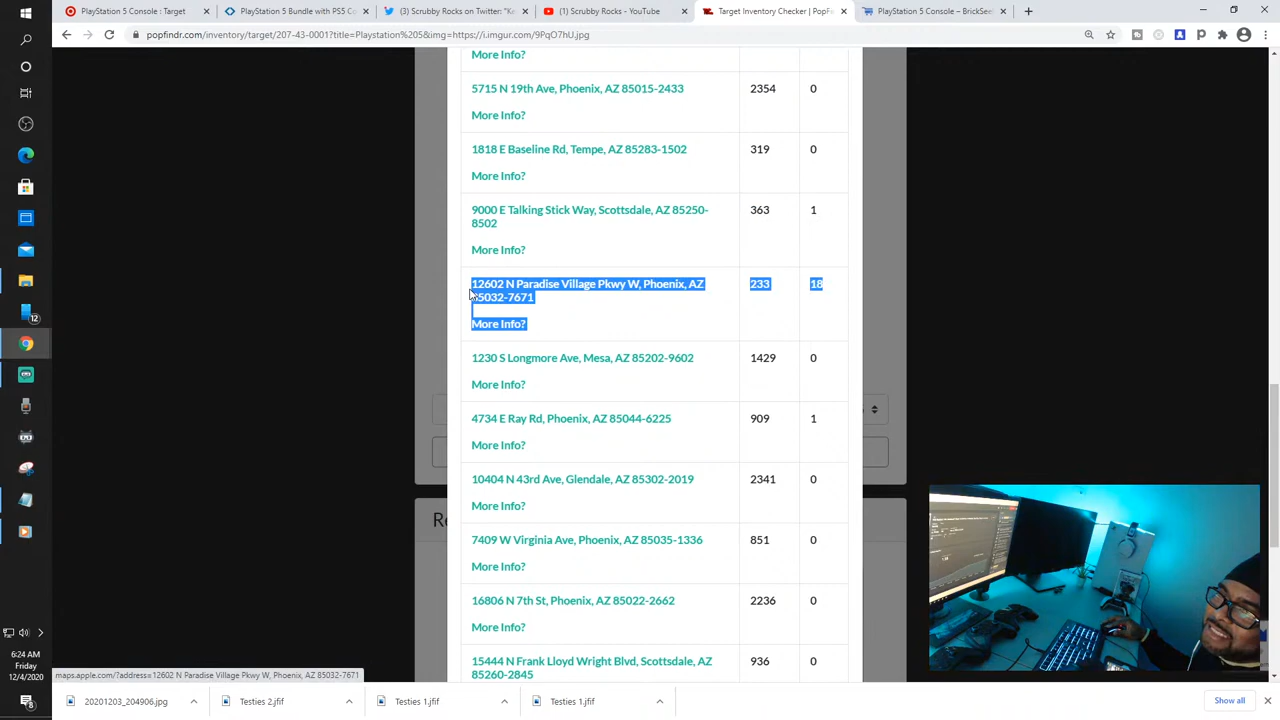 PlayStation 5 Console : Target
PlayStation 5 Bundle with PS5 Co
(3) Scrubby Rocks on Twitter: "Ke
(1) Scrubby Rocks - YouTube
Target Inventory Checker | PopFi
PlayStation 5 Console – BrickSee
popfindr.com/inventory/target/207-43-0001?title=Playstation%205&img=https://i.imgur.com/9PqO7hU.jpg
More Info?
5715 N 19th Ave, Phoenix, AZ 85015-2433 2354 0
More Info?
1818 E Baseline Rd, Tempe, AZ 85283-1502 319 0
More Info?
9000 E Talking Stick Way, Scottsdale, AZ 85250- 363 1
8502
More Info?
12602 N Paradise Village Pkwy W, Phoenix, AZ 233 18
85032-7671
More Info?
1230 S Longmore Ave, Mesa, AZ 85202-9602 1429 0
More Info?
4734 E Ray Rd, Phoenix, AZ 85044-6225 909 1
More Info?
10404 N 43rd Ave, Glendale, AZ 85302-2019 2341 0
More Info?
Re
7409 W Virginia Ave, Phoenix, AZ 85035-1336 851 0
More Info?
16806 N 7th St, Phoenix, AZ 85022-2662 2236 0
More Info?
15444 N Frank Lloyd Wright Blvd, Scottsdale, AZ 936 0
85260-2845
12
6:24 AM
Friday
12/4/2020
8
maps.apple.com/?address=12602 N Paradise Village Pkwy W, Phoenix, AZ 85032-7671
20201203_204906.jpg
Testies 2.jfif
Testies 1.jfif
Testies 1.jfif
Show all